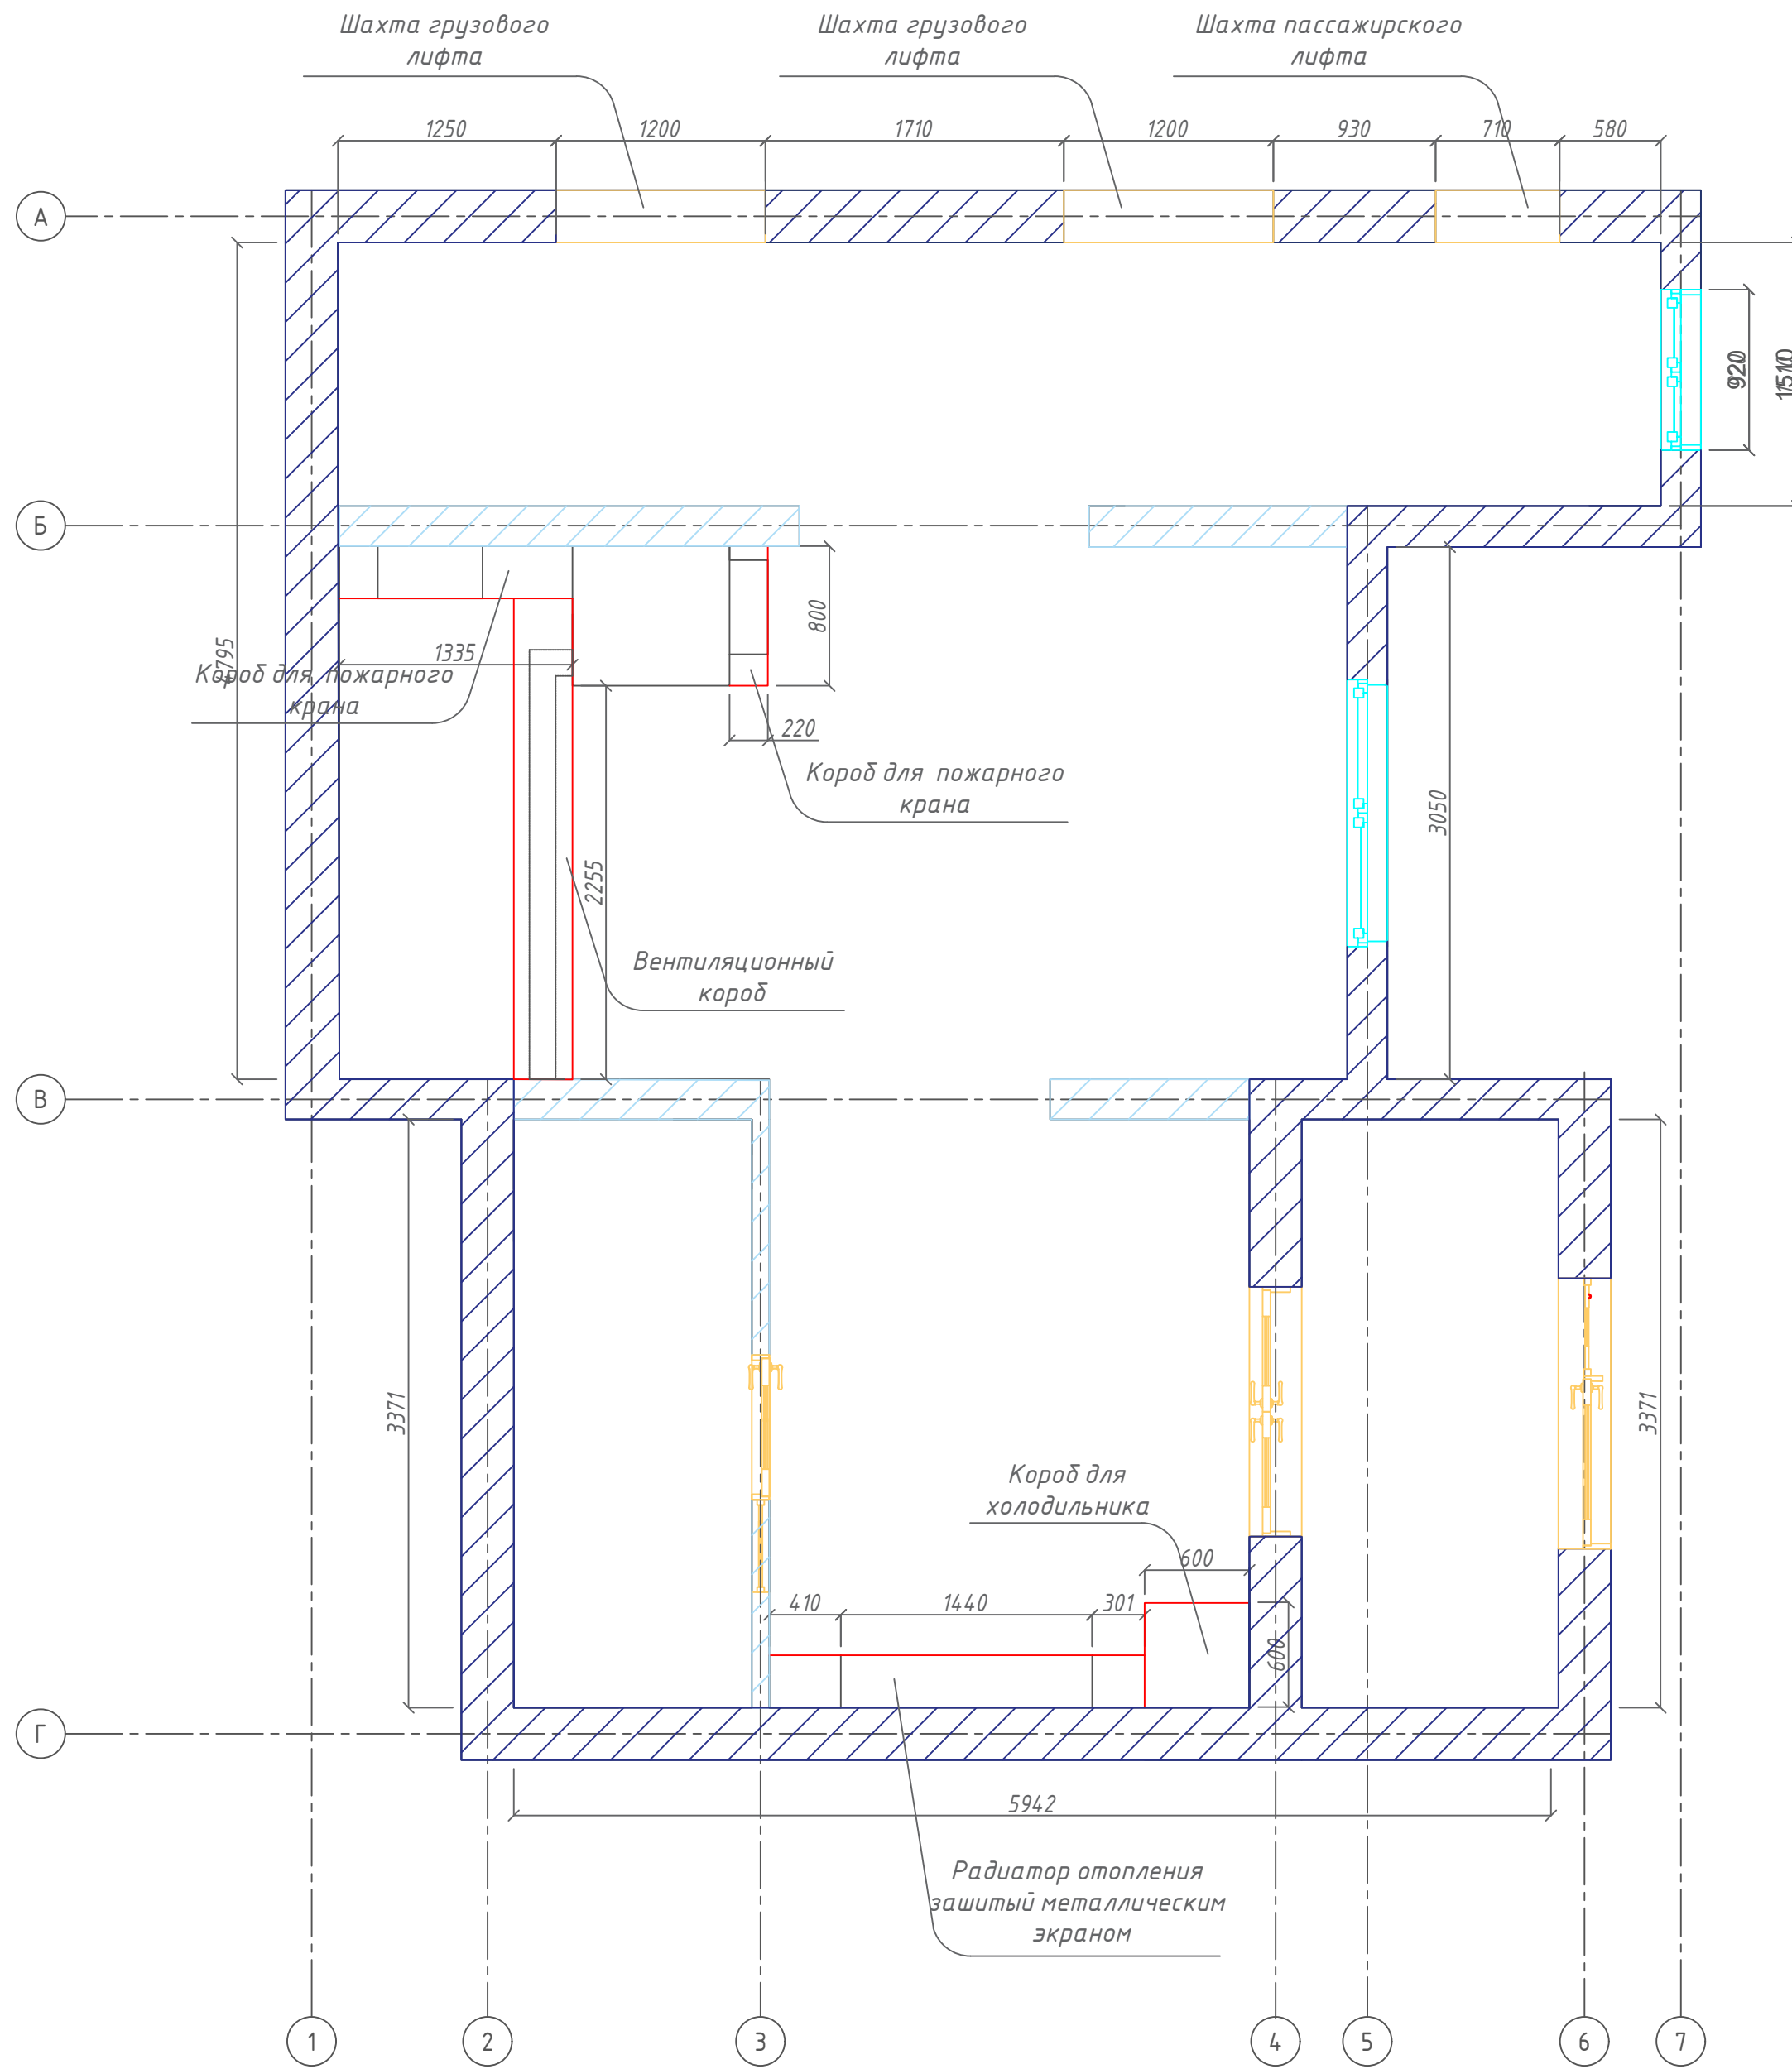 Шахта грузового
лифта
Шахта грузового
лифта
Шахта пассажирского
лифта
1250
1200
1710
1200
930
710
580
А
920
Б
800
1335
Короб для пожарного
крана
220
Короб для пожарного
крана
3050
2255
Вентиляционный
короб
В
3371
3371
Короб для
холодильника
600
410
1440
301
600
Г
5942
Радиатор отопления
зашитый металлическим
экраном
1
2
3
4
5
6
7